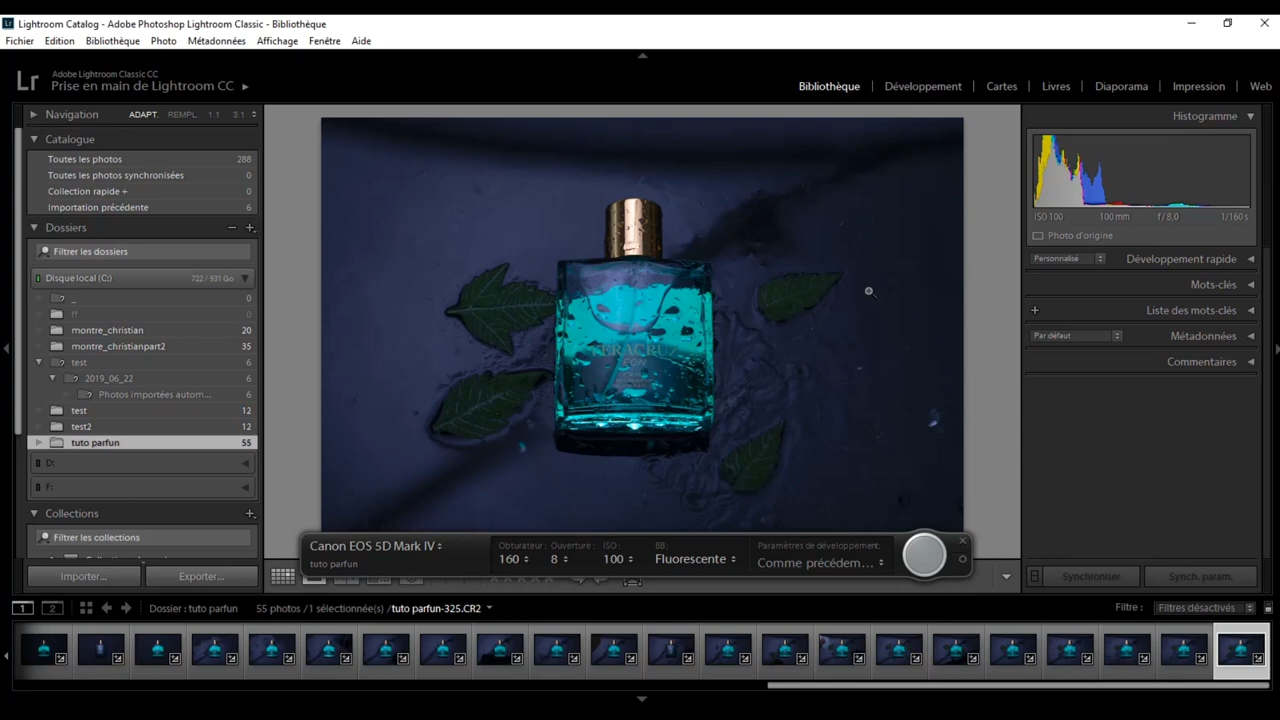 Lightroom Catalog - Adobe Photoshop Lightroom Classic - Bibliothèque
Fichier Edition Bibliothèque Photo Métadonnées Affichage Fenêtre Aide
Lr Adobe Lightroom Classic CC
Prise en main de Lightroom CC
Bibliothèque Développement Cartes Livres Diaporama Impression Web
Navigation ADAPT. REMPL. 1:1 3:1
Catalogue
Toutes les photos 288
Toutes les photos synchronisées 0
Collection rapide + 0
Importation précédente 6
Dossiers
Filtrer les dossiers
Disque local (C:) 722 / 931 Go
_ 0
ff 0
montre_christian 20
montre_christianpart2 35
test 6
2019_06_22 6
Photos importées autom... 6
test 12
test2 12
tuto parfun 55
D:
F:
Collections
Filtrer les collections
Importer... Exporter...
EON
Canon EOS 5D Mark IV
tuto parfun
Obturateur: Ouverture: ISO: BB: Paramètres de développement:
160 8 100 Fluorescente Comme précédem...
Histogramme
ISO 100 100 mm f / 8,0 1/160 s
Photo d'origine
Personnalisé Développement rapide
Mots-clés
Liste des mots-clés
Par défaut Métadonnées
Commentaires
Synchroniser Synch. param.
1 2 Dossier : tuto parfun 55 photos / 1 sélectionnée(s) / tuto parfun-325.CR2 Filtre : Filtres désactivés